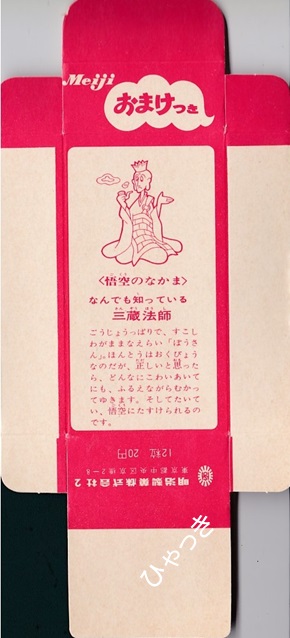 Meiji
おまけつき
〈悟空のなかま〉
なんでも知っている
三蔵法師
ごうじょうっぱりで、すこし
わがままなえらい「ぼうさ
ん」。ほんとうはおくびょう
なのだが、正しいと思った
ら、どんなにこわいあいて
にも、ふるえながらむかっ
てゆきます。そしてたいて
い、悟空にたすけられるの
です。
12粒 20円
東京都中央区京橋2-8
明治製菓株式会社2
ひゃっき